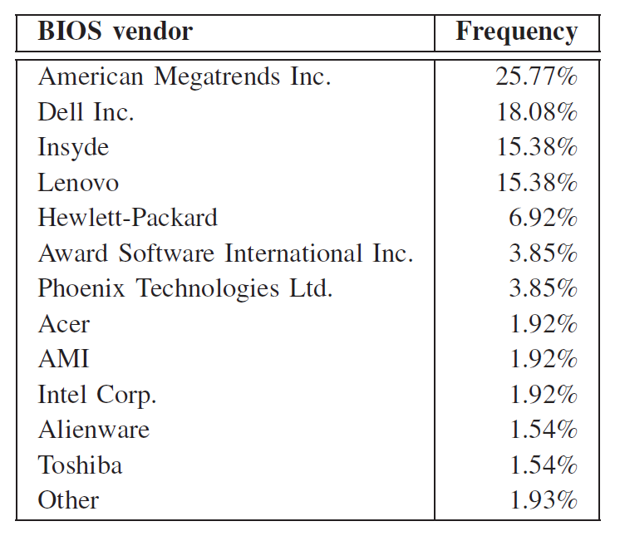 BIOS vendor Frequency
American Megatrends Inc. 25.77%
Dell Inc. 18.08%
Insyde 15.38%
Lenovo 15.38%
Hewlett-Packard 6.92%
Award Software International Inc. 3.85%
Phoenix Technologies Ltd. 3.85%
Acer 1.92%
AMI 1.92%
Intel Corp. 1.92%
Alienware 1.54%
Toshiba 1.54%
Other 1.93%